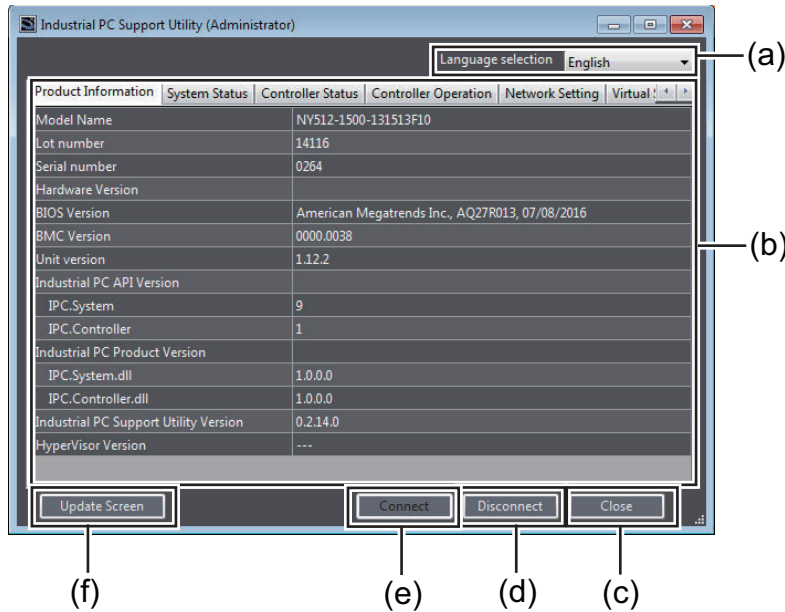 Industrial PC Support Utility (Administrator)
Language selection English (a)
Product Information System Status Controller Status Controller Operation Network Setting Virtual
Model Name NY512-1500-131513F10
Lot number 14116
Serial number 0264
Hardware Version
BIOS Version American Megatrends Inc., AQ27R013, 07/08/2016
BMC Version 0000.0038 (b)
Unit version 1.12.2
Industrial PC API Version
IPC.System 9
IPC.Controller 1
Industrial PC Product Version
IPC.System.dll 1.0.0.0
IPC.Controller.dll 1.0.0.0
Industrial PC Support Utility Version 0.2.14.0
HyperVisor Version ---
Update Screen Connect Disconnect Close
(f) (e) (d) (c)